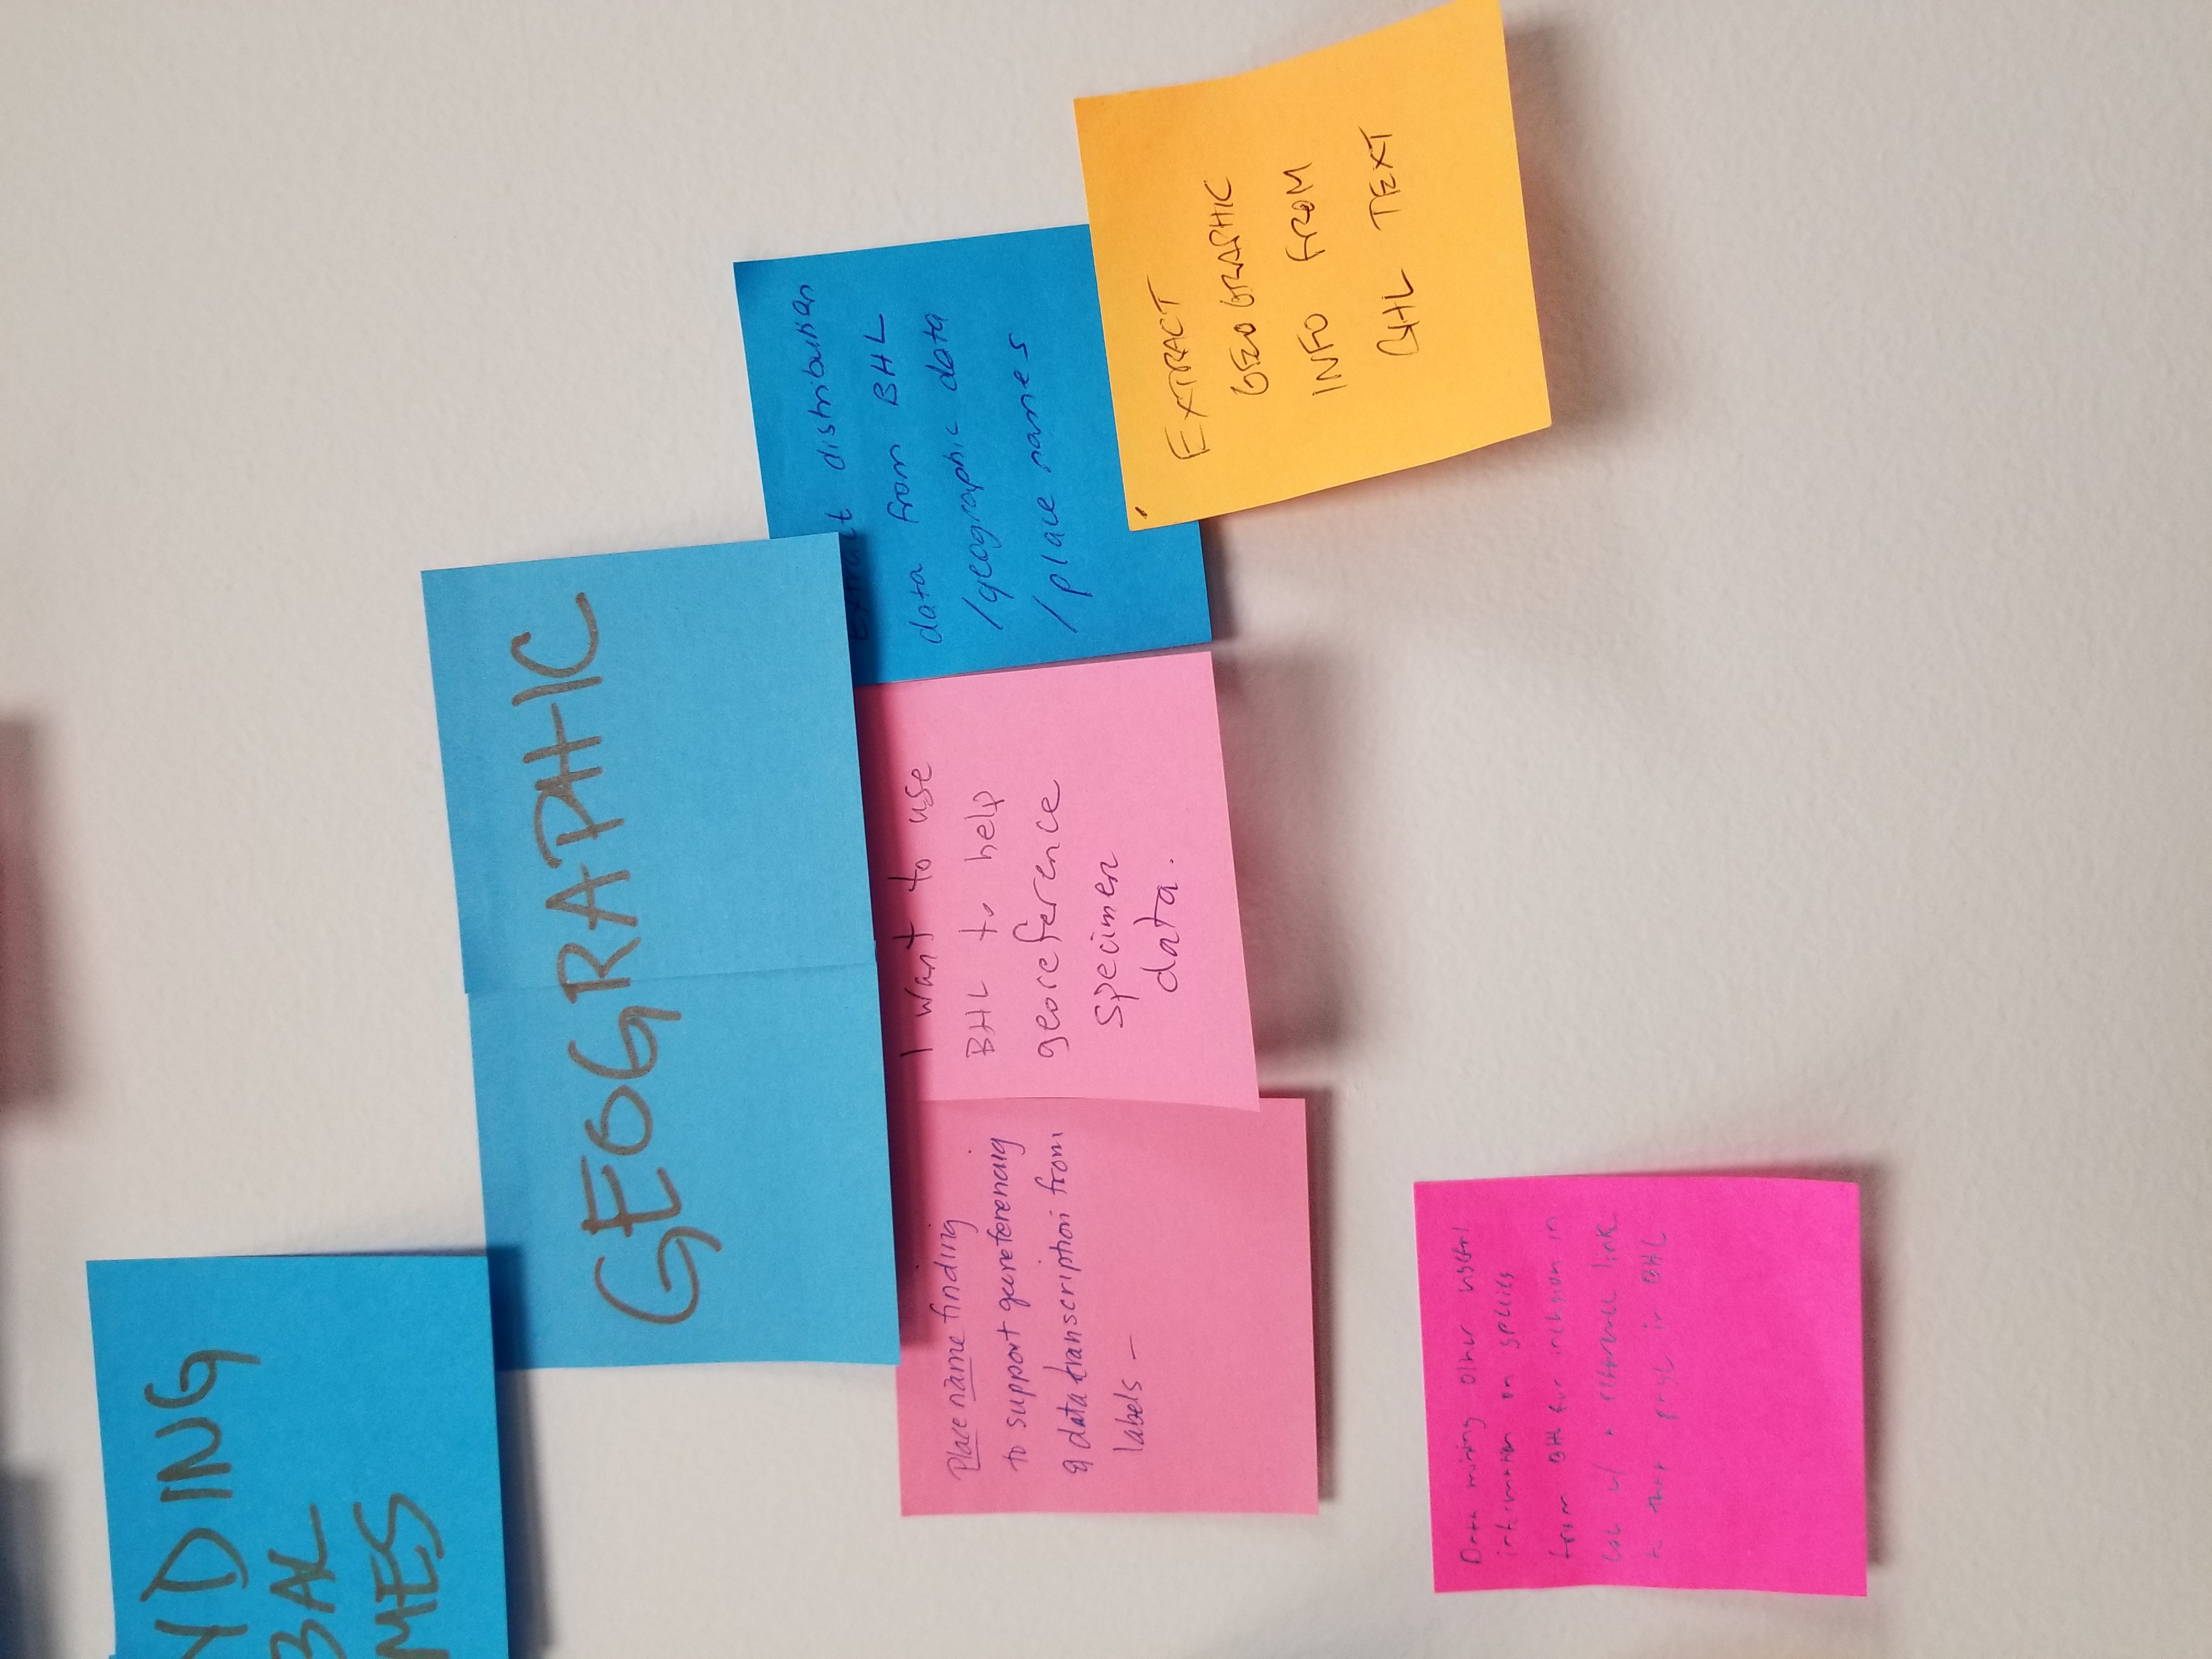 YDING
BAL
MES
GEOGRAPHIC
Place name finding
to support georeferencing
& data transcription from
labels –
I want to use
BHL to help
georeference
specimen
data.
Extract distribution
data from BHL
/geographic data
/place names
EXTRACT
GEOGRAPHIC
INFO FROM
BHL TEXT
Data mining other useful
information on species
from BHL for inclusion in
w/ a reference link
to that page in BHL